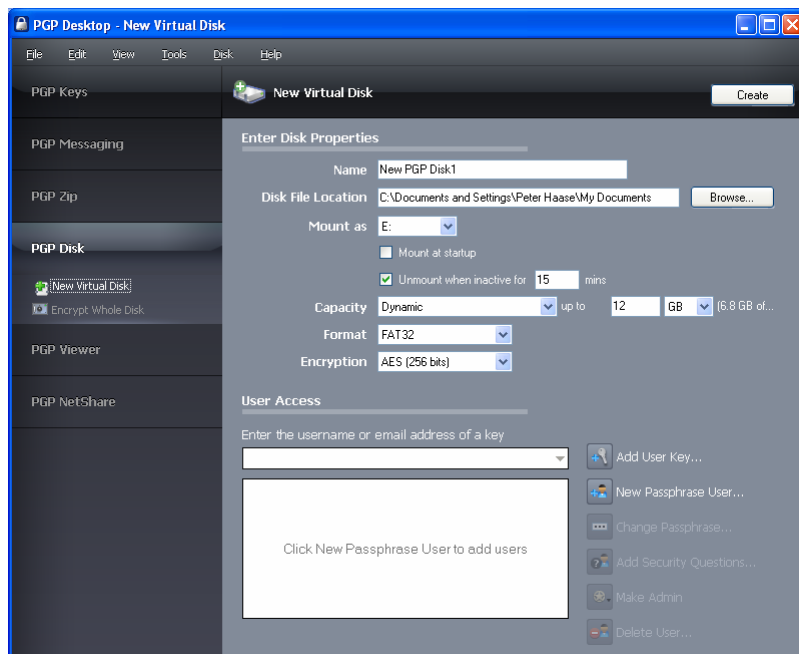 PGP Desktop - New Virtual Disk
File Edit View Tools Disk Help
PGP Keys
PGP Messaging
PGP Zip
PGP Disk
New Virtual Disk
Encrypt Whole Disk
PGP Viewer
PGP NetShare
New Virtual Disk
Create
Enter Disk Properties
Name New PGP Disk1
Disk File Location C:\Documents and Settings\Peter Haase\My Documents Browse...
Mount as E:
Mount at startup
Unmount when inactive for 15 mins
Capacity Dynamic up to 12 GB (6.8 GB of...
Format FAT32
Encryption AES (256 bits)
User Access
Enter the username or email address of a key
Click New Passphrase User to add users
Add User Key...
New Passphrase User...
Change Passphrase...
Add Security Questions...
Make Admin
Delete User...